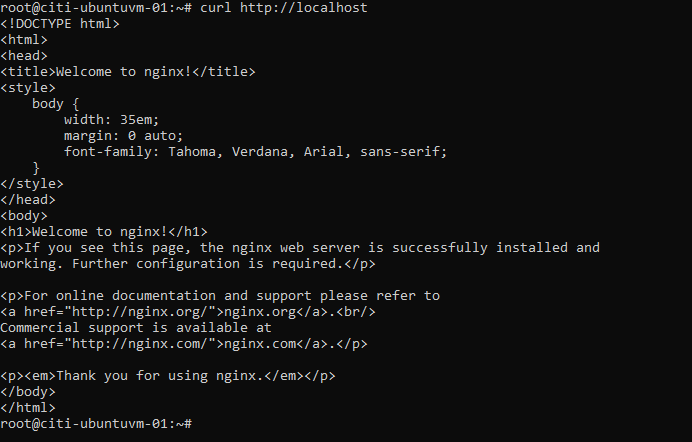 root@citi-ubuntuvm-01:~# curl http://localhost
<!DOCTYPE html>
<html>
<head>
<title>Welcome to nginx!</title>
<style>
    body {
        width: 35em;
        margin: 0 auto;
        font-family: Tahoma, Verdana, Arial, sans-serif;
    }
</style>
</head>
<body>
<h1>Welcome to nginx!</h1>
<p>If you see this page, the nginx web server is successfully installed and
working. Further configuration is required.</p>

<p>For online documentation and support please refer to
<a href="http://nginx.org/">nginx.org</a>.<br/>
Commercial support is available at
<a href="http://nginx.com/">nginx.com</a>.</p>

<p><em>Thank you for using nginx.</em></p>
</body>
</html>
root@citi-ubuntuvm-01:~#